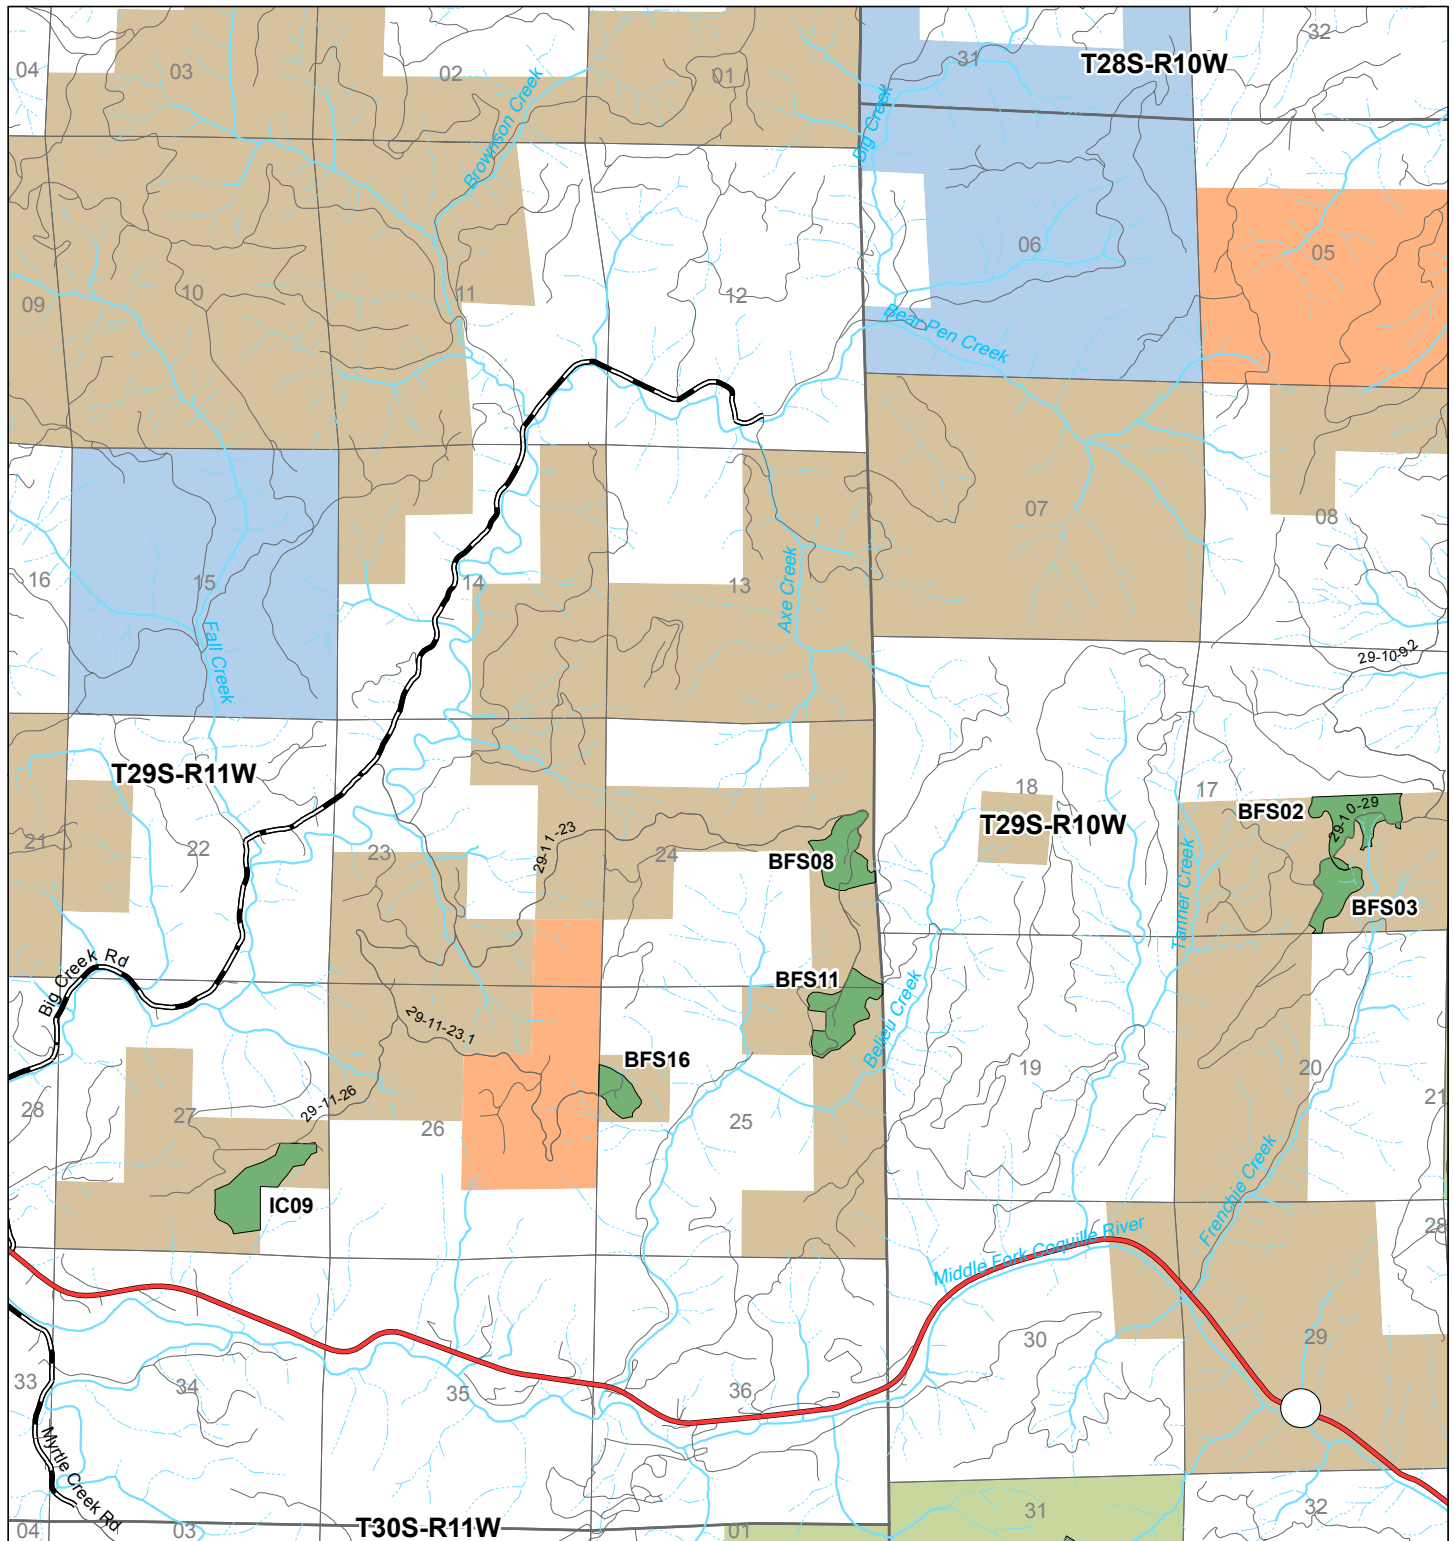 32
31
T28S-R10W
04
03
02
01
Brownson Creek
Big Creek
06
05
09
10
11
12
Bear Pen Creek
07
08
16
15
14
13
Axe Creek
Fall Creek
29-10-9.2
T29S-R11W
18
17
T29S-R10W
BFS02
29-10-29
21
22
23
29-11-23
24
BFS08
BFS03
Tanner Creek
Big Creek Rd
BFS11
Belieu Creek
29-11-23.1
BFS16
19
20
21
28
27
29-11-26
26
25
Frenchie Creek
IC09
28
Middle Fork Coquille River
30
29
33
34
35
36
Myrtle Creek Rd
31
32
04
03
T30S-R11W
01